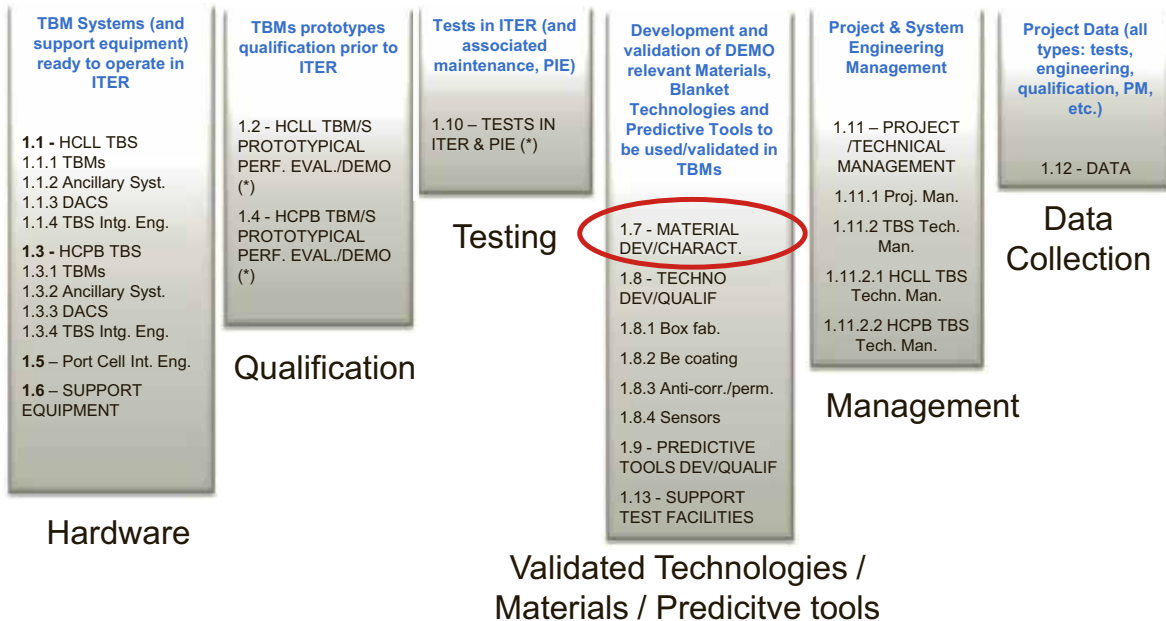 TBM Systems (and
support equipment)
ready to operate in
ITER
1.1 - HCLL TBS
1.1.1 TBMs
1.1.2 Ancillary Syst.
1.1.3 DACS
1.1.4 TBS Intg. Eng.
1.3 - HCPB TBS
1.3.1 TBMs
1.3.2 Ancillary Syst.
1.3.3 DACS
1.3.4 TBS Intg. Eng.
1.5 – Port Cell Int. Eng.
1.6 – SUPPORT
EQUIPMENT
Hardware
TBMs prototypes
qualification prior to
ITER
1.2 - HCLL TBM/S
PROTOTYPICAL
PERF. EVAL./DEMO
(*)
1.4 - HCPB TBM/S
PROTOTYPICAL
PERF. EVAL./DEMO
(*)
Qualification
Tests in ITER (and
associated
maintenance, PIE)
1.10 – TESTS IN
ITER & PIE (*)
Testing
Development and
validation of DEMO
relevant Materials,
Blanket
Technologies and
Predictive Tools to
be used/validated in
TBMs
1.7 - MATERIAL
DEV/CHARACT.
1.8 - TECHNO
DEV/QUALIF
1.8.1 Box fab.
1.8.2 Be coating
1.8.3 Anti-corr./perm.
1.8.4 Sensors
1.9 - PREDICTIVE
TOOLS DEV/QUALIF
1.13 - SUPPORT
TEST FACILITIES
Validated Technologies /
Materials / Predicitve tools
Project & System
Engineering
Management
1.11 – PROJECT
/TECHNICAL
MANAGEMENT
1.11.1 Proj. Man.
1.11.2 TBS Tech.
Man.
1.11.2.1 HCLL TBS
Techn. Man.
1.11.2.2 HCPB TBS
Tech. Man.
Management
Project Data (all
types: tests,
engineering,
qualification, PM,
etc.)
1.12 - DATA
Data
Collection